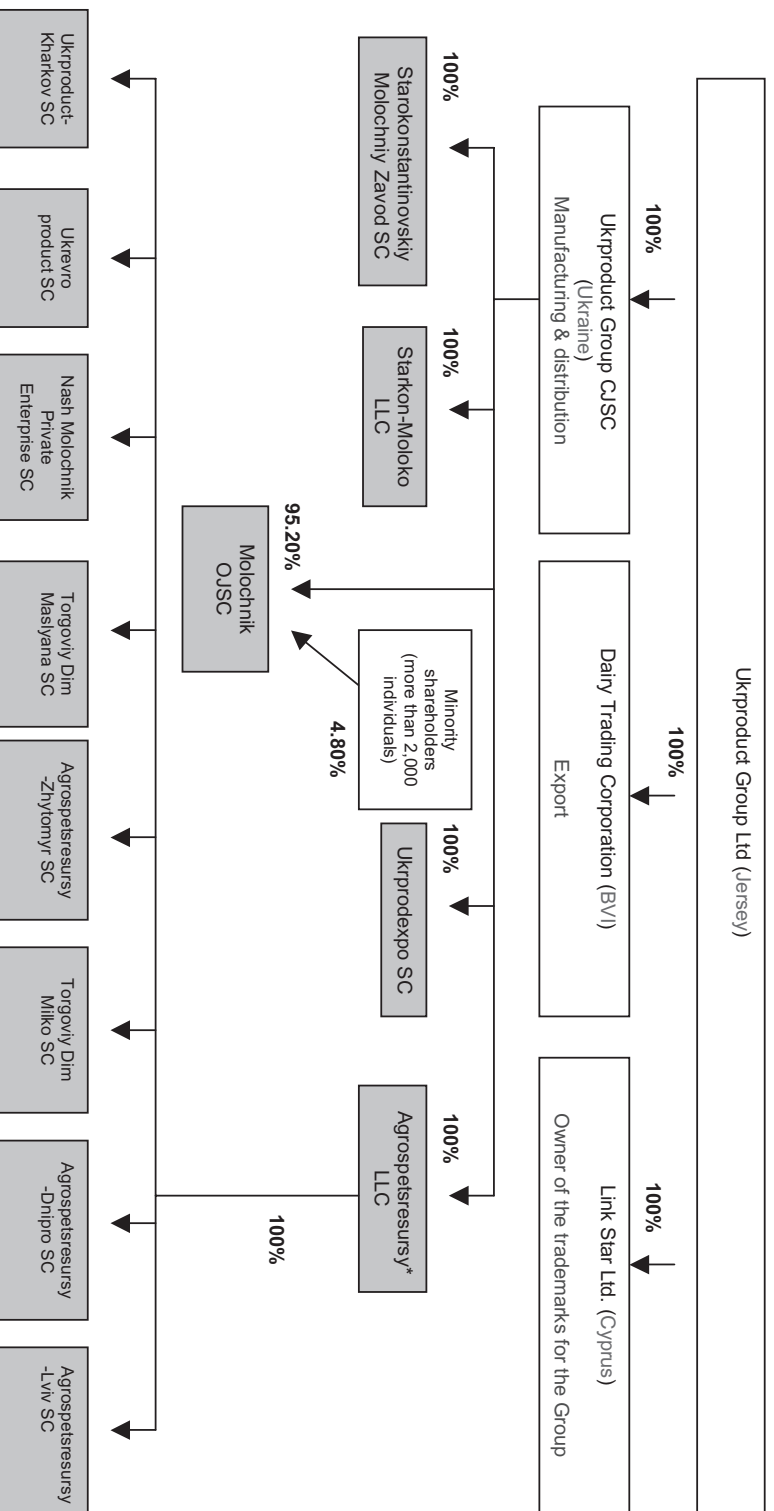 Ukrproduct Group Ltd (Jersey)
100%
100%
100%
Ukrproduct Group CJSC
(Ukraine)
Manufacturing & distribution
Dairy Trading Corporation (BVI)
Export
Link Star Ltd. (Cyprus)
Owner of the trademarks for the Group
100%
100%
100%
100%
Starokonstantinovskiy
Molochniy Zavod SC
Starkon-Moloko
LLC
Minority
shareholders
(more than 2,000
individuals)
Ukrprodexpo SC
Agrospetsresursy*
LLC
95.20%
4.80%
100%
Molochnik
OJSC
Ukrproduct-
Kharkov SC
Ukrevro
product SC
Nash Molochnik
Private
Enterprise SC
Torgoviy Dim
Maslyana SC
Agrospetsresursy
-Zhytomyr SC
Torgoviy Dim
Milko SC
Agrospetsresursy
-Dnipro SC
Agrospetsresursy
-Lviv SC